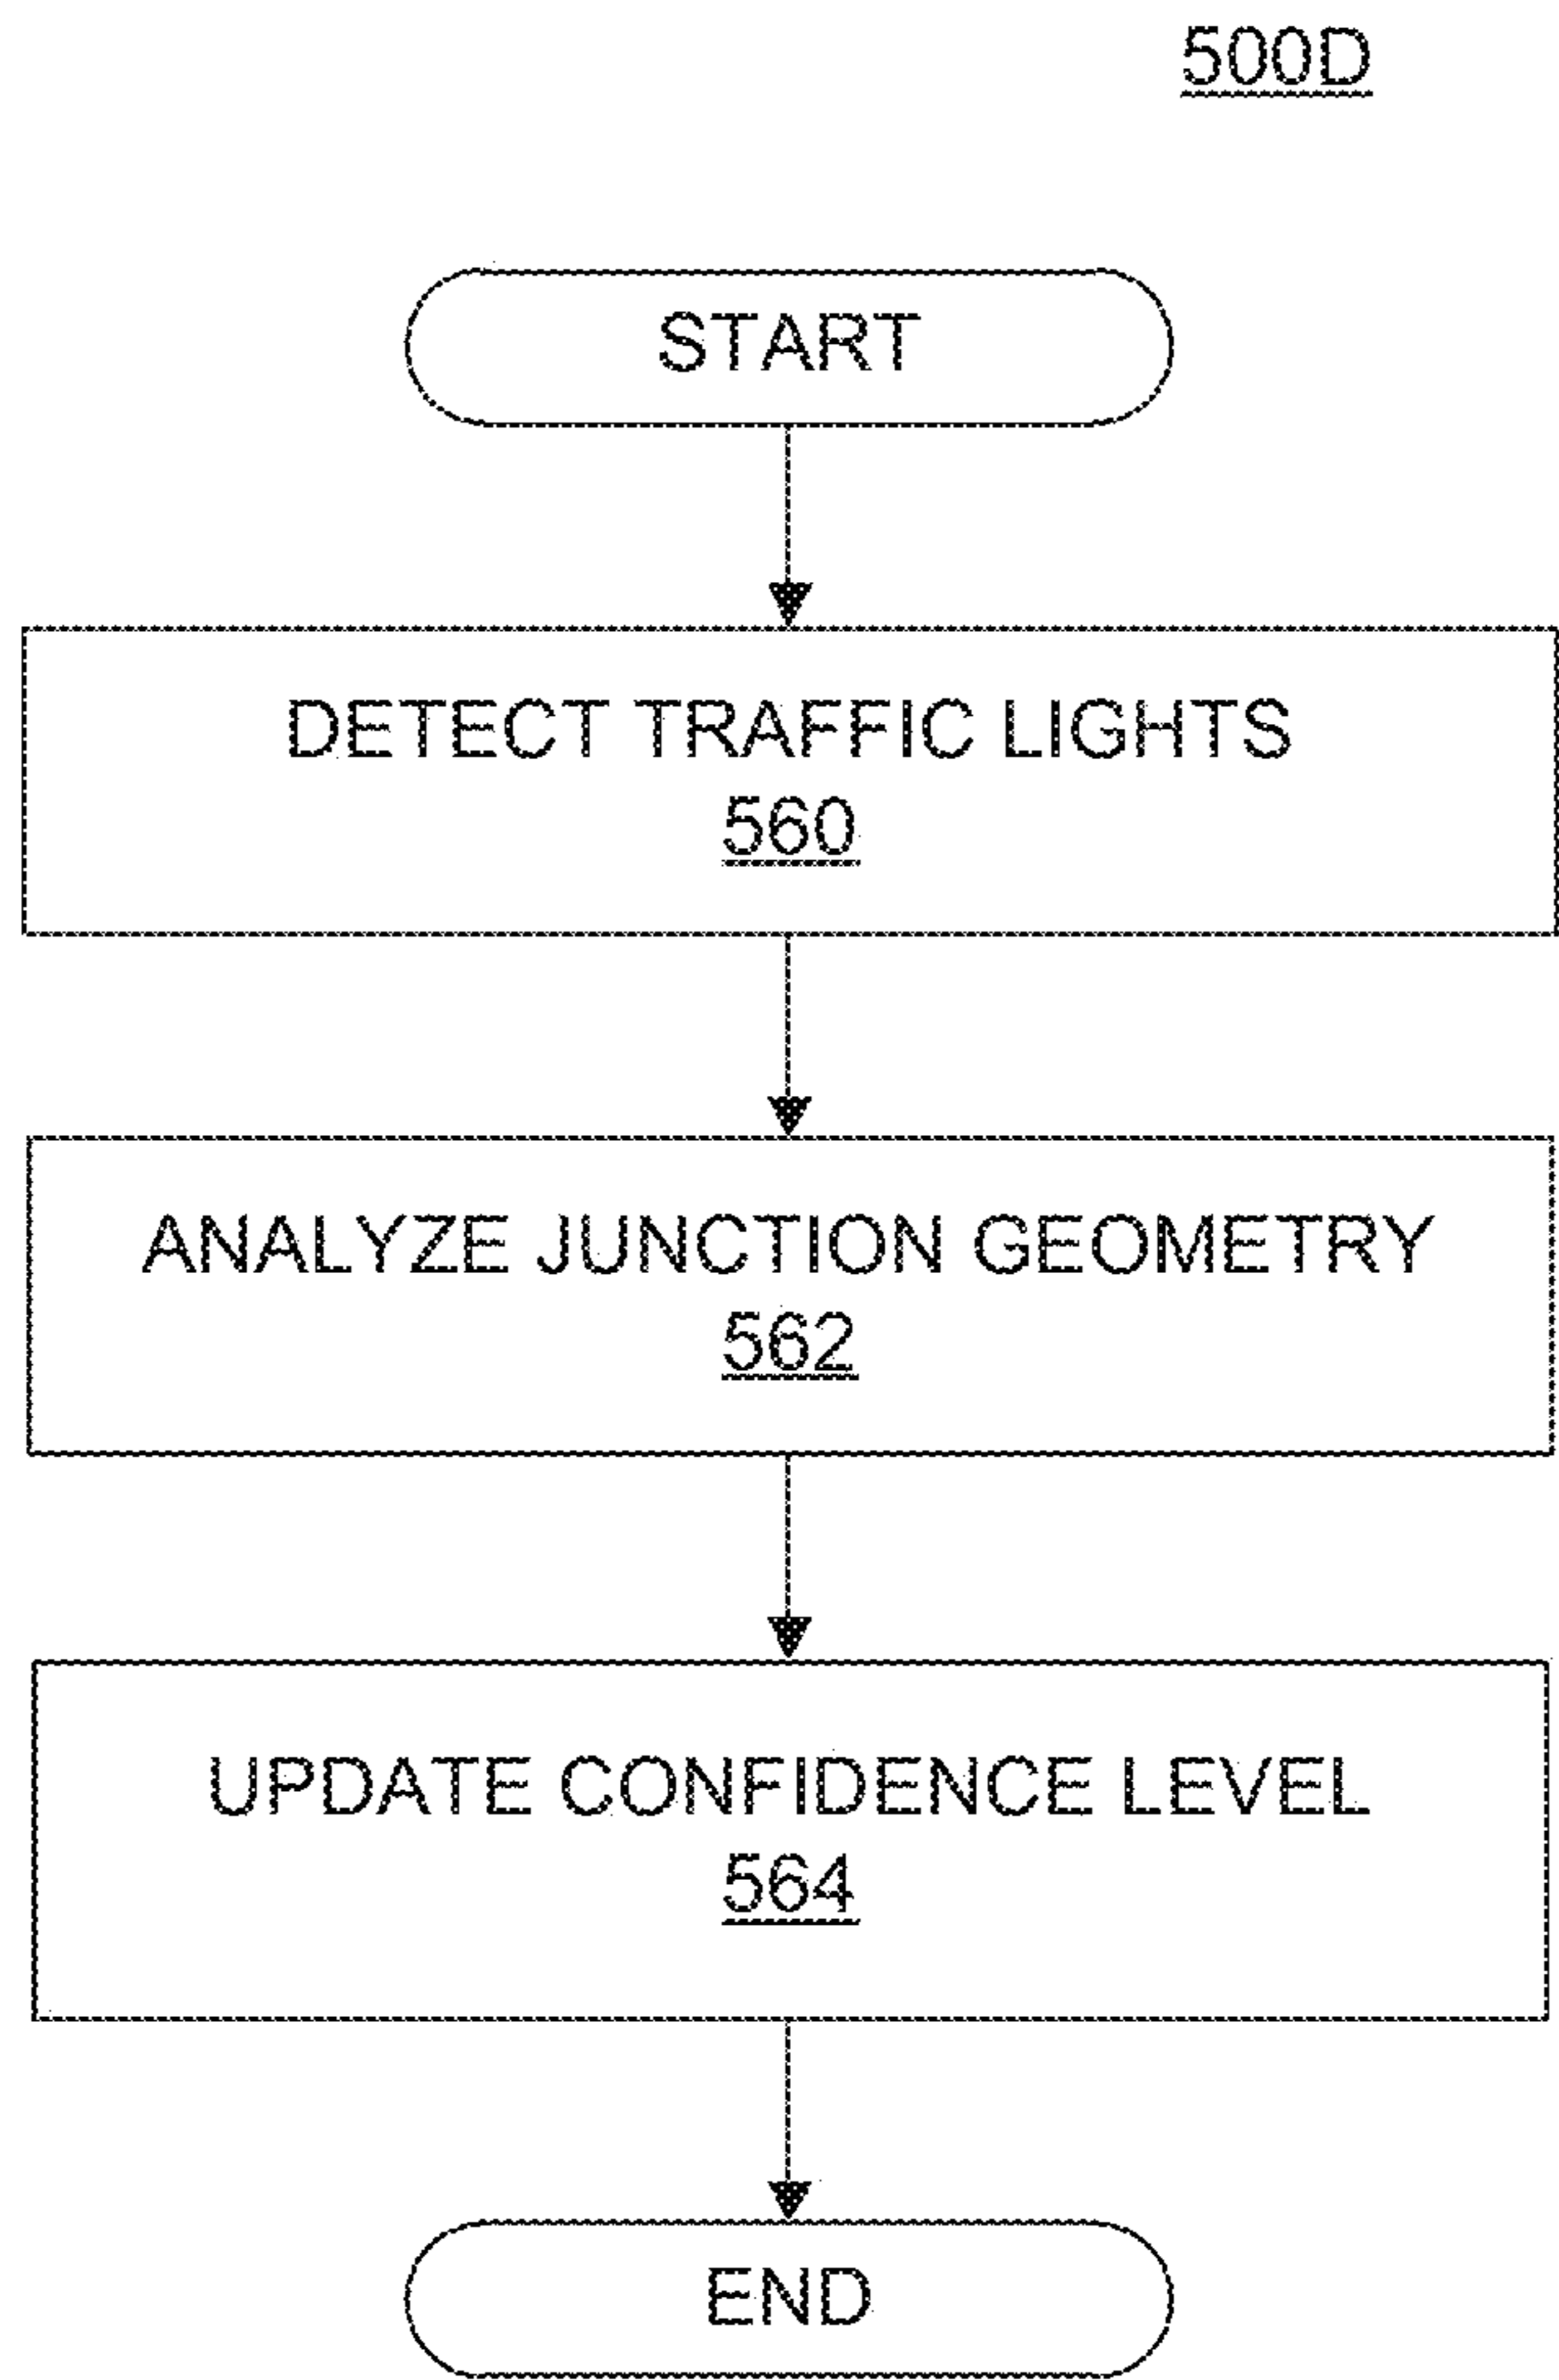 500D
START
DETECT TRAFFIC LIGHTS
560
ANALYZE JUNCTION GEOMETRY
562
UPDATE CONFIDENCE LEVEL
564
END